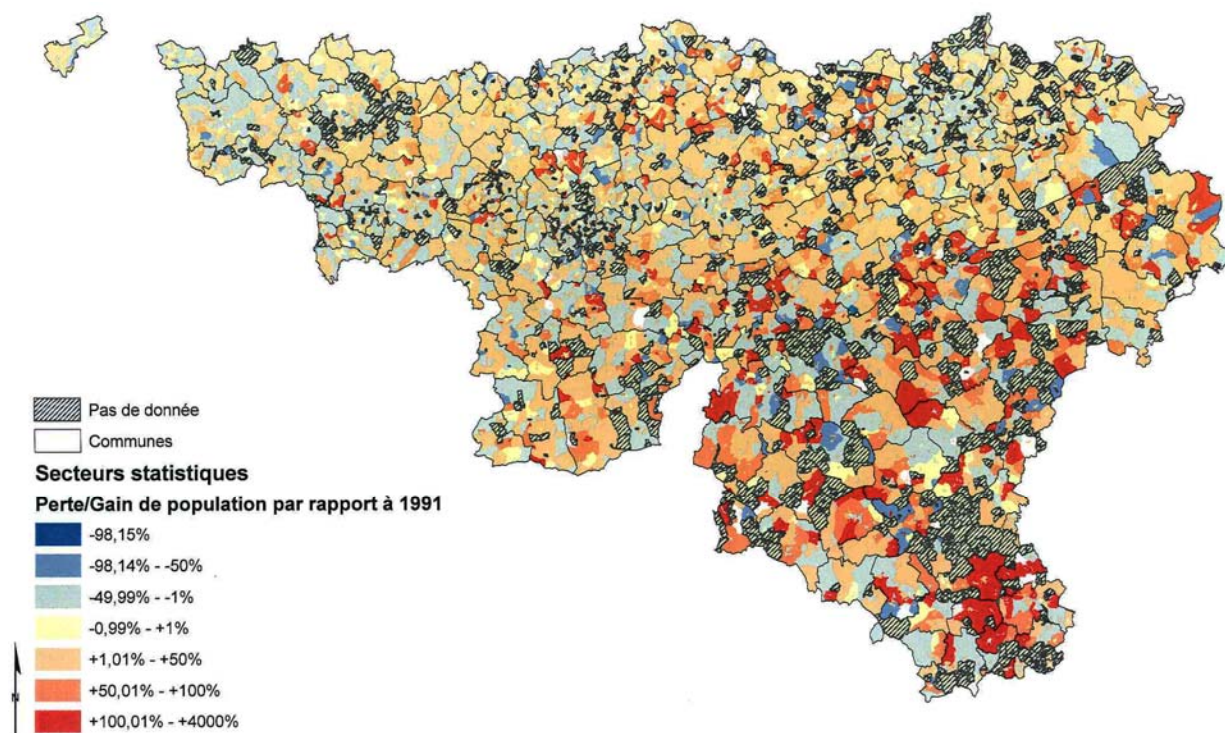 Pas de donnée
Communes
Secteurs statistiques
Perte/Gain de population par rapport à 1991
-98,15%
-98,14% - -50%
-49,99% - -1%
-0,99% - +1%
+1,01% - +50%
+50,01% - +100%
+100,01% - +4000%
N